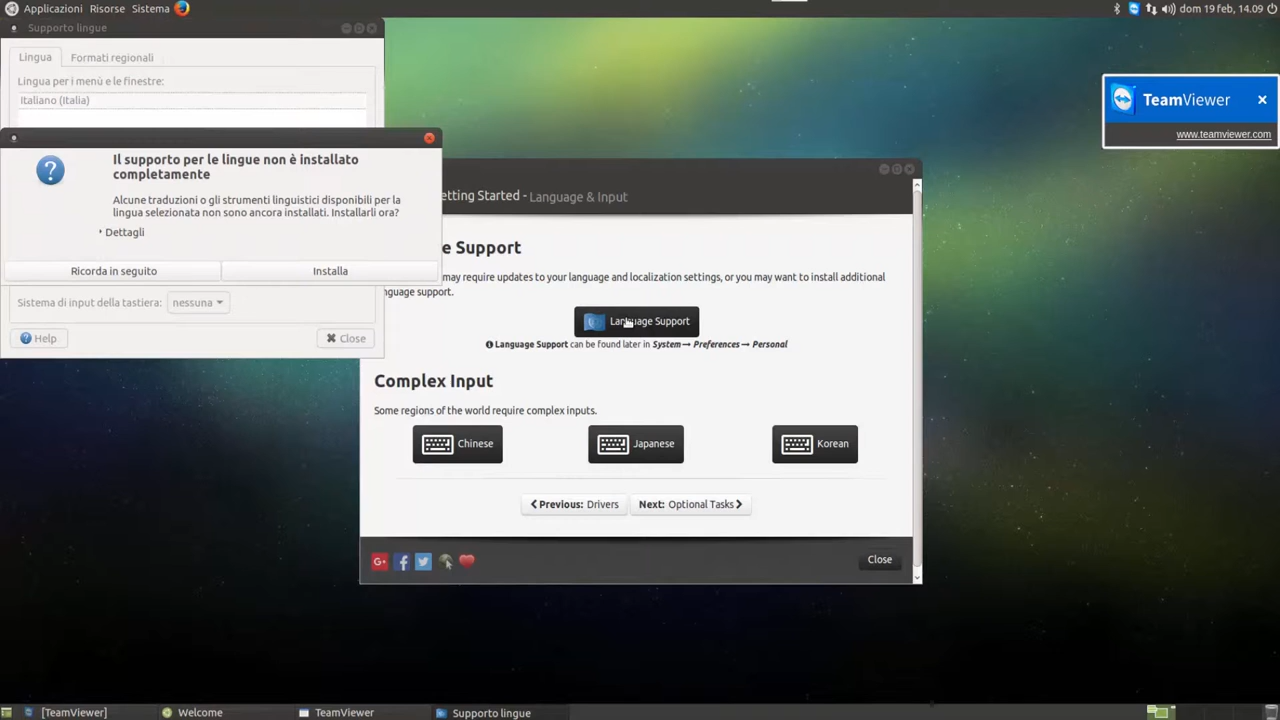 Applicazioni Risorse Sistema
dom 19 feb, 14.09
Supporto lingue
Lingua Formati regionali
Lingua per i menù e le finestre:
Italiano (Italia)
Il supporto per le lingue non è installato
completamente
Alcune traduzioni o gli strumenti linguistici disponibili per la
lingua selezionata non sono ancora installati. Installarli ora?
Dettagli
Ricorda in seguito Installa
Sistema di input della tastiera: nessuna
Help Close
TeamViewer
www.teamviewer.com
etting Started - Language & Input
e Support
may require updates to your language and localization settings, or you may want to install additional
nguage support.
Language Support
Language Support can be found later in System→ Preferences → Personal
Complex Input
Some regions of the world require complex inputs.
Chinese Japanese Korean
Previous: Drivers Next: Optional Tasks
G+ Close
[TeamViewer] Welcome TeamViewer Supporto lingue